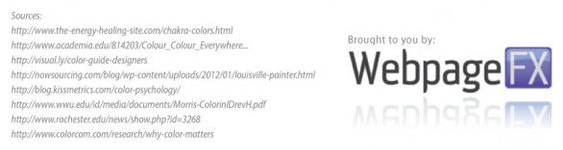 Sources:
http://www.the-energy-healing-site.com/chakra-colors.html
http://www.academia.edu/814203/Colour_Colour_Everywhere...
http://visual.ly/color-guide-designers
http://nowsourcing.com/blog/wp-content/uploads/2012/01/louisville-painter.html
http://blog.kissmetrics.com/color-psychology/
http://www.wwu.edu/id/media/documents/Morris-ColorinIDrevH.pdf
http://www.rochester.edu/news/show.php?id=3268
http://www.colorcom.com/research/why-color-matters
Brought to you by:
WebpageFX